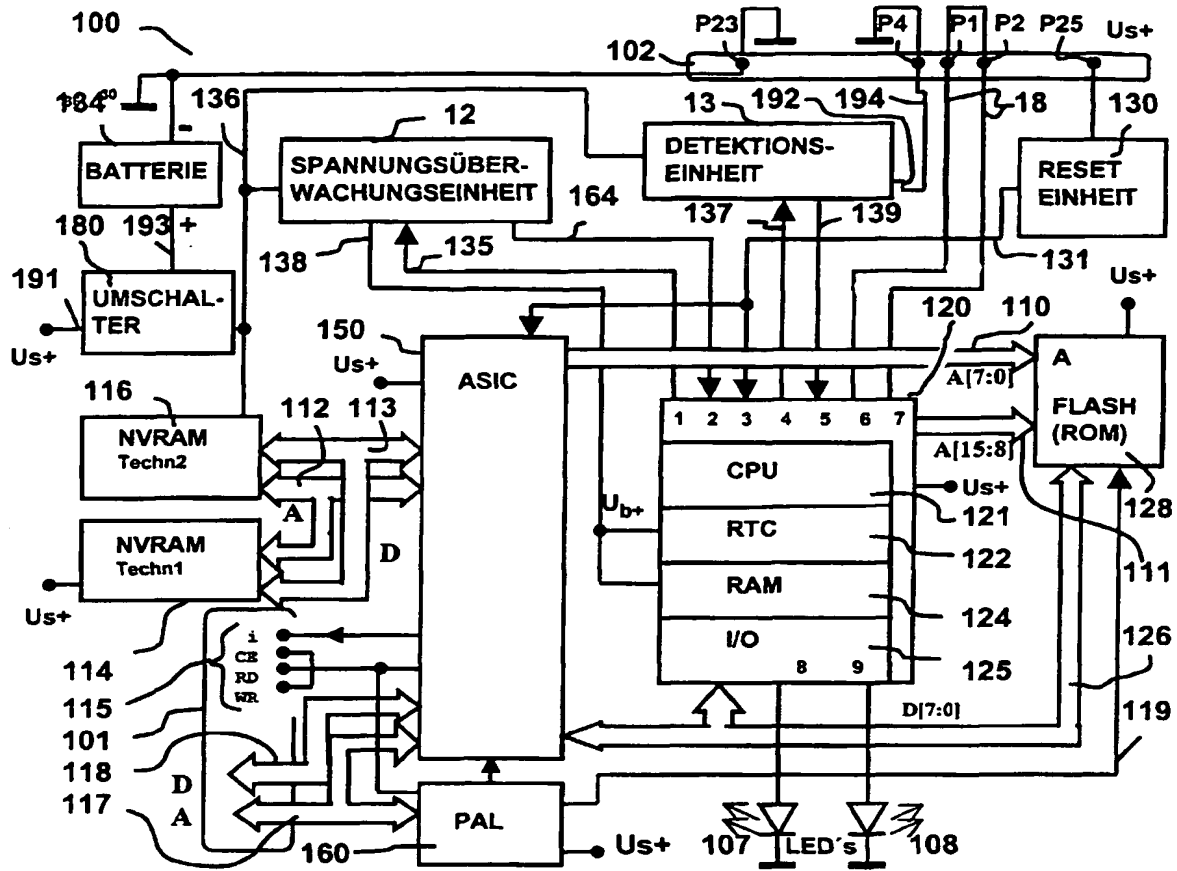 100
P23
P4
P1
P2
P25
Us+
102
136
12
13
192
194
18
130
BATTERIE
-
SPANNUNGSÜBER-
WACHUNGSEINHEIT
DETEKTIONS-
EINHEIT
RESET
EINHEIT
193 +
180
138
135
164
137
139
131
191
UMSCHAL-
TER
Us+
150
120
110
Us+
Us+
ASIC
A
A[7:0]
FLASH
(ROM)
116
112
113
1 2 3 4 5 6 7
NVRAM
Techn2
A[15:8]
CPU
Us+
128
A
D
Ub+
121
NVRAM
Techn1
RTC
122
111
Us+
RAM
124
114
i
I/O
126
115
CE
RD
WR
8 9
125
101
D[7:0]
119
118
D
A
117
160
PAL
Us+
107
LED´s
108